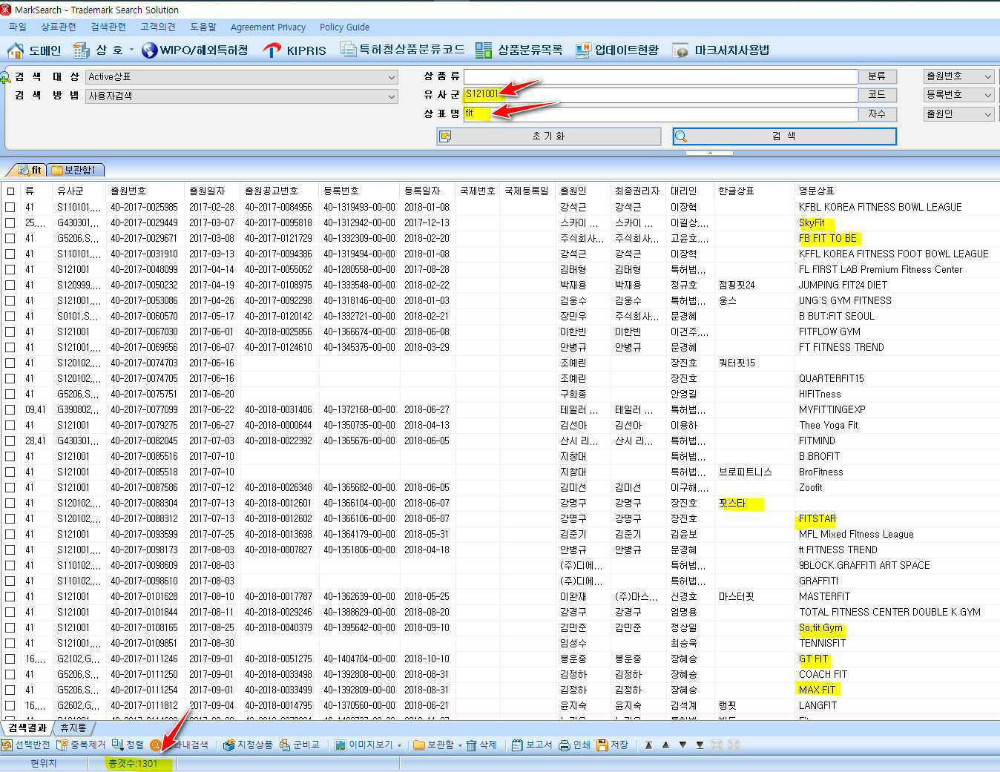 MarkSearch - Trademark Search Solution
파일 상표관련 검색관련 고객의견 도움말 Agreement Privacy Policy Guide
도메인 상 호 WIPO/해외특허청 KIPRIS 특허청상품분류코드 상품분류목록 업데이트현황 마크서치사용법
검 색 대 상 Active상표 상 품 류 분류 출원번호
검 색 방 법 사용자검색 유 사 군 S121001 코드 등록번호
상 표 명 fit 자수 출원인
초 기 화 검 색
fit 보관함1
류 유사군 출원번호 출원일자 출원공고번호 등록번호 등록일자 국제번호 국제등록일 출원인 최종권리자 대리인 한글상표 영문상표
41 S110101,... 40-2017-0025985 2017-02-28 40-2017-0084956 40-1319493-00-00 2018-01-08 강석근 강석근 이장혁 KFBL KOREA FITNESS BOWL LEAGUE
25,... G430301,... 40-2017-0029449 2017-03-07 40-2017-0095818 40-1312942-00-00 2017-12-13 스카이 ... 스카이 ... 이길상,... SkyFit
41 G5206,S... 40-2017-0029671 2017-03-08 40-2017-0121729 40-1332309-00-00 2018-02-20 주식회사... 주식회사... 고윤호,... FB FIT TO BE
41 S110101,... 40-2017-0031910 2017-03-13 40-2017-0094386 40-1319494-00-00 2018-01-08 강석근 강석근 이장혁 KFFL KOREA FITNESS FOOT BOWL LEAGUE
41 S121001 40-2017-0048099 2017-04-14 40-2017-0055052 40-1280558-00-00 2017-08-28 김태형 김태형 특허법... FL FIRST LAB Premium Fitness Center
41 S120999,... 40-2017-0050232 2017-04-19 40-2017-0108975 40-1333548-00-00 2018-02-22 박재용 박재용 정규호 점핑핏24 JUMPING FIT24 DIET
41 S121001,... 40-2017-0053086 2017-04-26 40-2017-0092298 40-1318146-00-00 2018-01-03 김웅수 김웅수 특허법... 웅스 UNG'S GYM FITNESS
41 S0101,S... 40-2017-0060570 2017-05-17 40-2017-0120142 40-1332721-00-00 2018-02-21 장민우 주식회사... 문경혜 B BUT:FIT SEOUL
41 S121001 40-2017-0067030 2017-06-01 40-2018-0025856 40-1366674-00-00 2018-06-08 이한빈 이한빈 이건주,... FITFLOW GYM
41 S121001,... 40-2017-0069656 2017-06-07 40-2017-0124610 40-1345375-00-00 2018-03-29 안병규 안병규 문경혜 FT FITNESS TREND
41 S120102,... 40-2017-0074703 2017-06-16 조예린 장진호 쿼터핏15
41 S120102,... 40-2017-0074705 2017-06-16 조예린 장진호 QUARTERFIT15
41 G5206,S... 40-2017-0075751 2017-06-20 구희종 안영길 HIFITness
09,41 G390802,... 40-2017-0077099 2017-06-22 40-2018-0031406 40-1372168-00-00 2018-06-27 테일러 ... 테일러 ... 특허법... MYFITTINGEXP
41 S121001 40-2017-0079275 2017-06-27 40-2018-0000644 40-1350735-00-00 2018-04-13 김선아 김선아 이용하 Thee Yoga Fit
28,41 G430301,... 40-2017-0082045 2017-07-03 40-2018-0022392 40-1365676-00-00 2018-06-05 산시 리... 산시 리... 특허법... FITMIND
41 S121001 40-2017-0085516 2017-07-10 지창대 특허법... B BROFIT
41 S121001 40-2017-0085518 2017-07-10 지창대 특허법... 브로피트니스 BroFitness
41 S121001 40-2017-0087586 2017-07-12 40-2018-0026348 40-1365682-00-00 2018-06-05 김미선 김미선 이구해,... Zoofit
41 S120102,... 40-2017-0088304 2017-07-13 40-2018-0012601 40-1366104-00-00 2018-06-07 강명구 강명구 장진호 핏스타
41 S120102,... 40-2017-0088312 2017-07-13 40-2018-0012602 40-1366106-00-00 2018-06-07 강명구 강명구 장진호 FITSTAR
41 S121001 40-2017-0093599 2017-07-25 40-2018-0013698 40-1364179-00-00 2018-05-31 김준기 김준기 김윤보 MFL Mixed Fitness League
41 S121001,... 40-2017-0098173 2017-08-03 40-2018-0007827 40-1351806-00-00 2018-04-18 안병규 안병규 문경혜 ft FITNESS TREND
41 S110102,... 40-2017-0098609 2017-08-03 (주)디에... 특허법... 9BLOCK GRAFFITI ART SPACE
41 S110102,... 40-2017-0098610 2017-08-03 (주)디에... 특허법... GRAFFITI
41 S121001 40-2017-0101628 2017-08-10 40-2018-0017787 40-1362639-00-00 2018-05-25 이완재 (주)마스... 신경호 마스터핏 MASTERFIT
41 S121001 40-2017-0101844 2017-08-11 40-2018-0029246 40-1388629-00-00 2018-08-20 강경구 강경구 엄명용 TOTAL FITNESS CENTER DOUBLE K GYM
41 S121001 40-2017-0108165 2017-08-25 40-2018-0040379 40-1395642-00-00 2018-09-10 김민준 김민준 정상일 So,fit Gym
41 S121001,... 40-2017-0109851 2017-08-30 임성수 최승욱 TENNISFIT
16,... G2102,G... 40-2017-0111246 2017-09-01 40-2018-0051275 40-1404704-00-00 2018-10-10 봉운종 봉운종 장혜승 GT FIT
41 G5206,S... 40-2017-0111250 2017-09-01 40-2018-0033498 40-1392808-00-00 2018-08-31 김정하 김정하 장혜승 COACH FIT
41 G5206,S... 40-2017-0111254 2017-09-01 40-2018-0033499 40-1392809-00-00 2018-08-31 김정하 김정하 장혜승 MAX FIT
16,... G2602,G... 40-2017-0111812 2017-09-04 40-2018-0014795 40-1370560-00-00 2018-06-21 윤지숙 윤지숙 김석계 랭핏 LANGFIT
검색결과 휴지통
선택반전 중복제거 정렬 내검색 지정상품 군비교 이미지보기 보관함 삭제 보고서 인쇄 저장
현위치 총갯수:1301